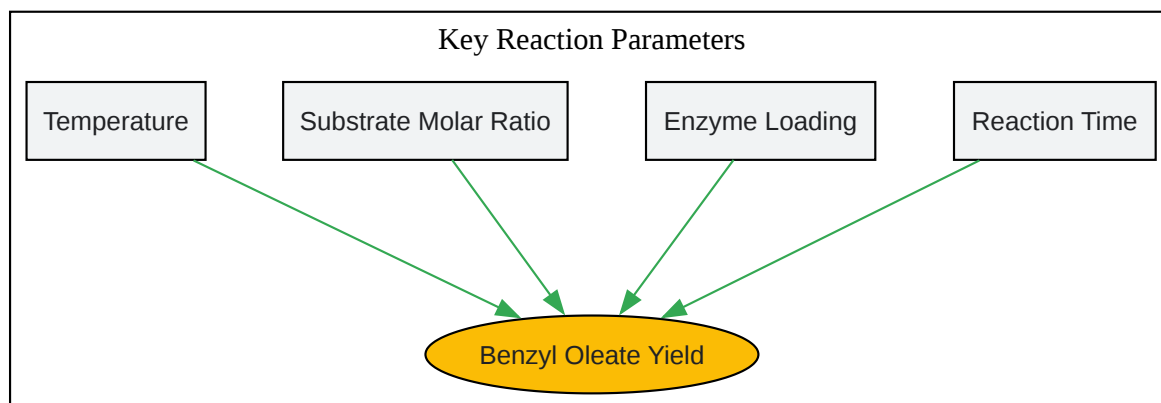 Key Reaction Parameters
Temperature
Substrate Molar Ratio
Enzyme Loading
Reaction Time
Benzyl Oleate Yield